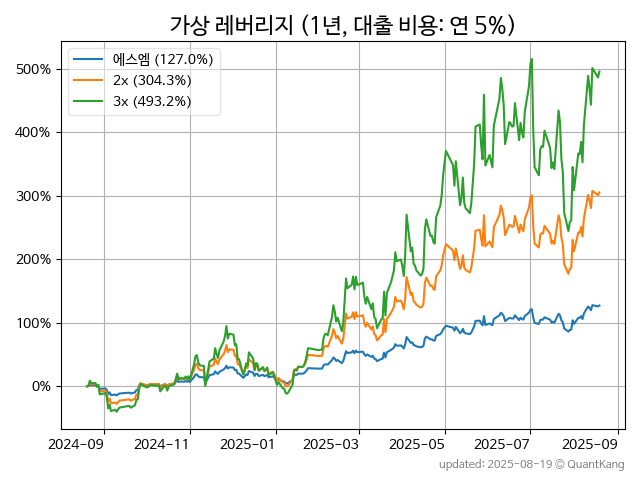 가상 레버리지 (1년, 대출 비용: 연 5%)
에스엠 (127.0%)
2x (304.3%)
3x (493.2%)
500%
400%
300%
200%
100%
0%
2024-09 2024-11 2025-01 2025-03 2025-05 2025-07 2025-09
updated: 2025-08-19 © QuantKang